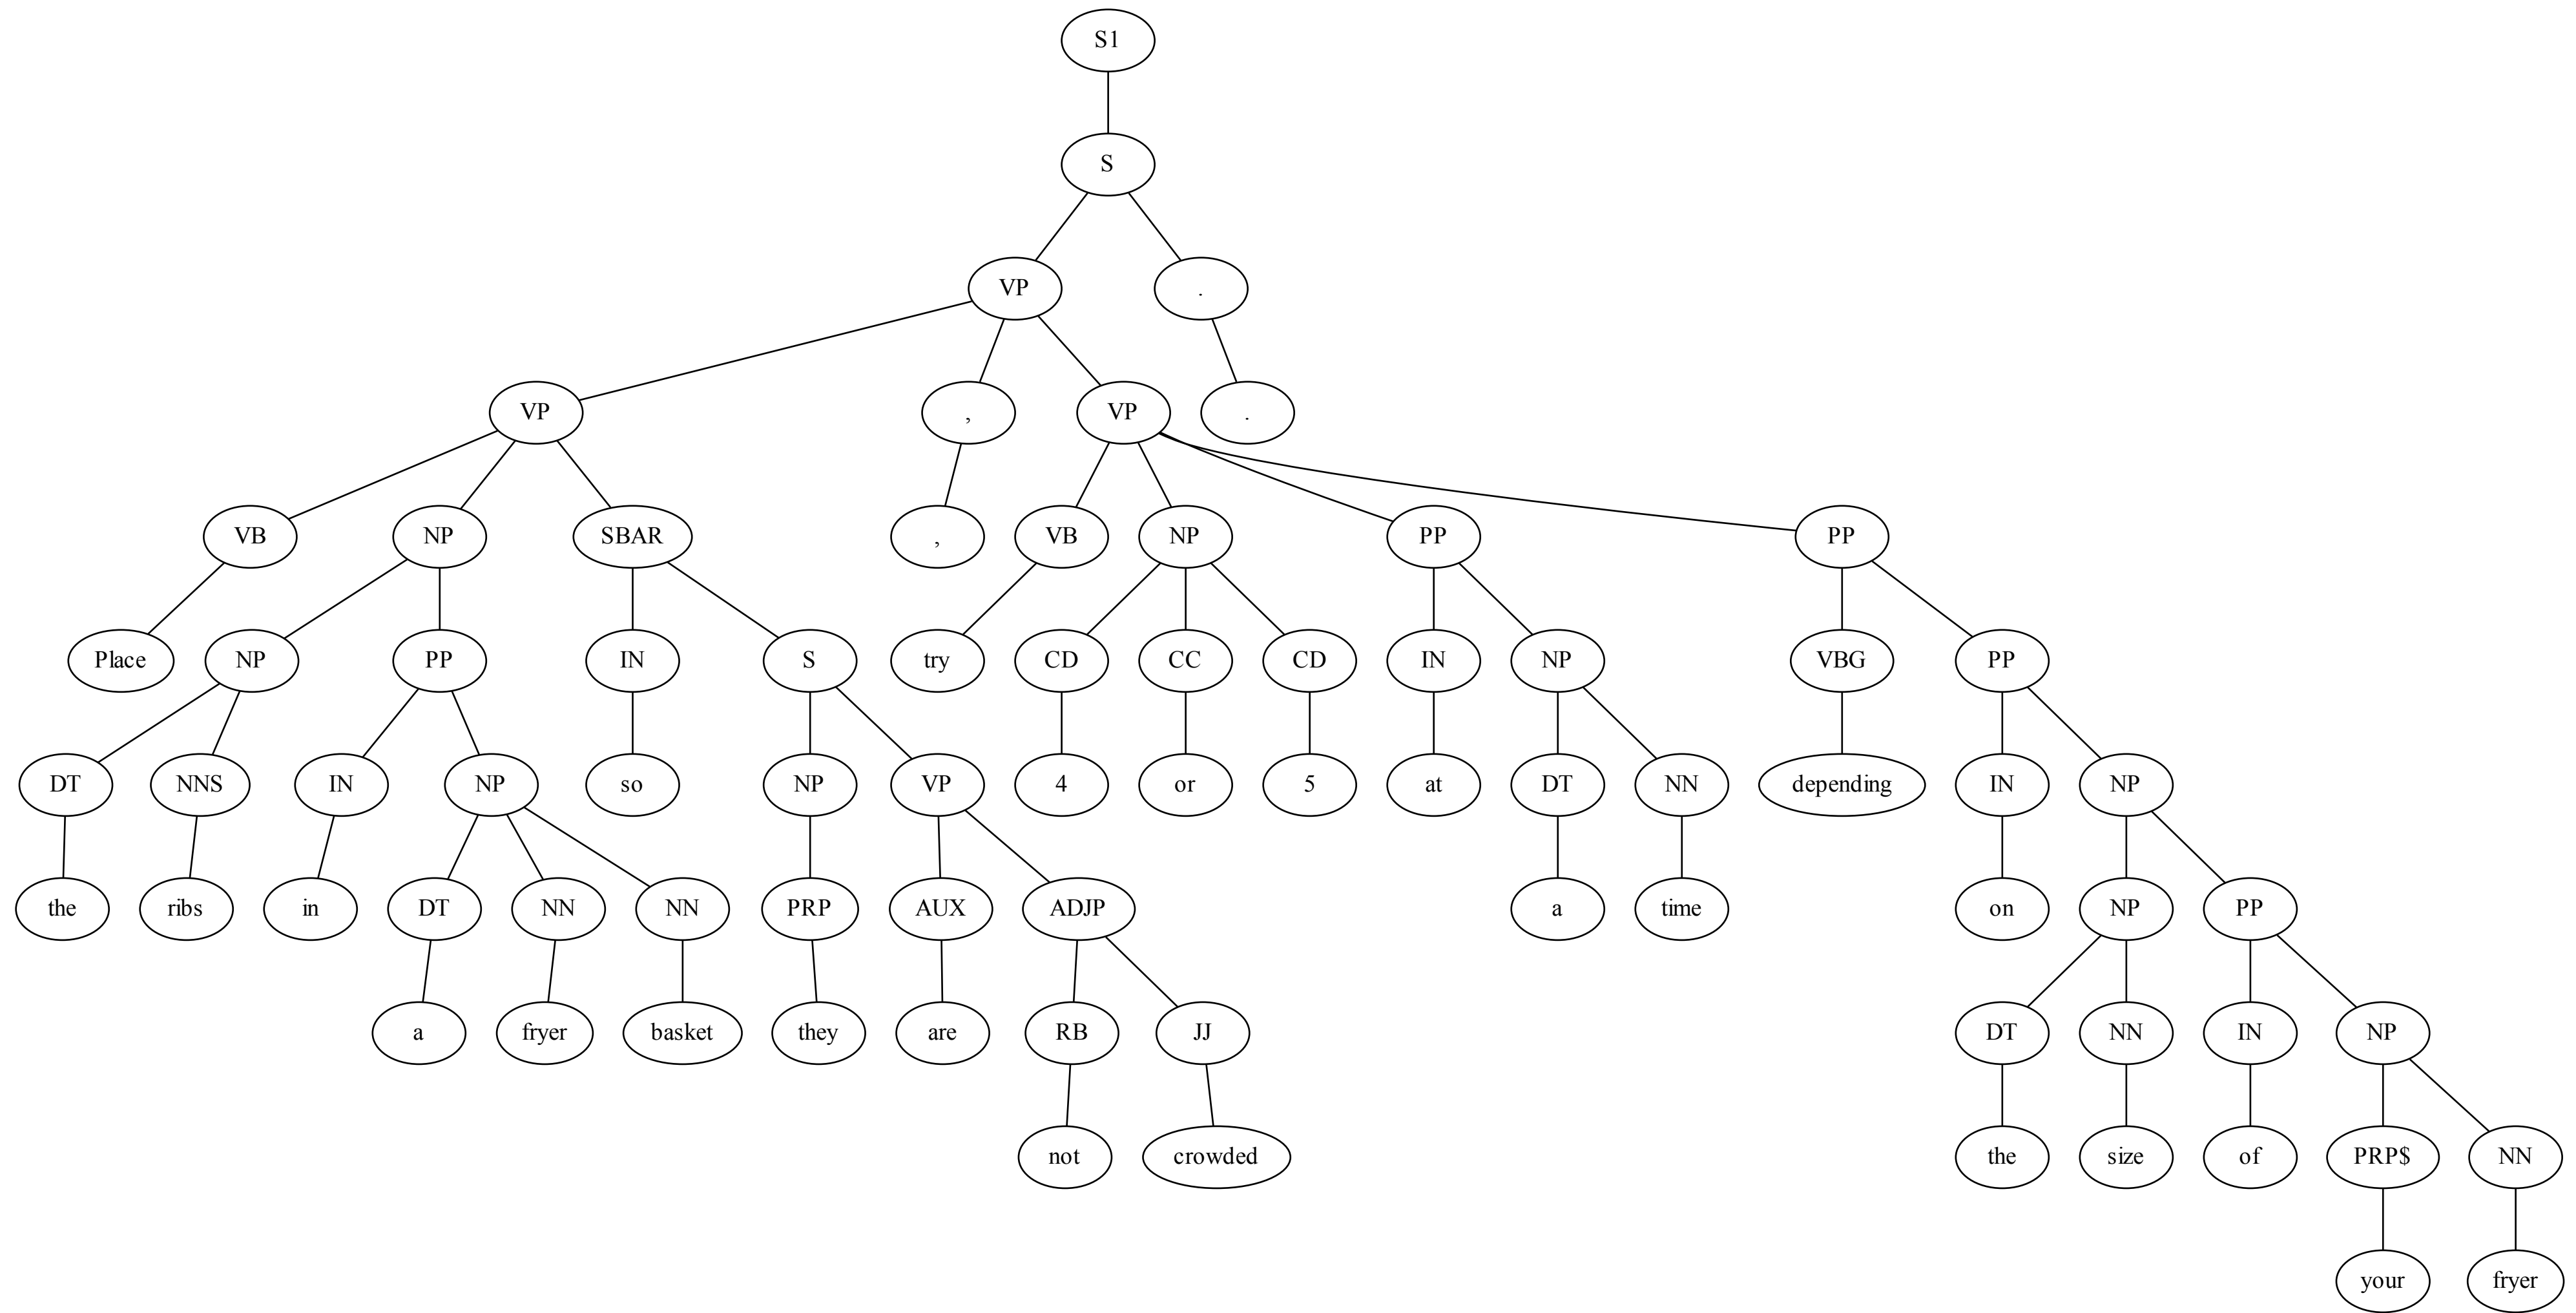 S1
S
VP .
VP , VP .
VB NP SBAR , VB NP PP PP
Place NP PP IN S try CD CC CD IN NP VBG PP
DT NNS IN NP so NP VP 4 or 5 at DT NN depending IN NP
the ribs in DT NN NN PRP AUX ADJP a time on NP PP
a fryer basket they are RB JJ DT NN IN NP
not crowded the size of PRP$ NN
your fryer